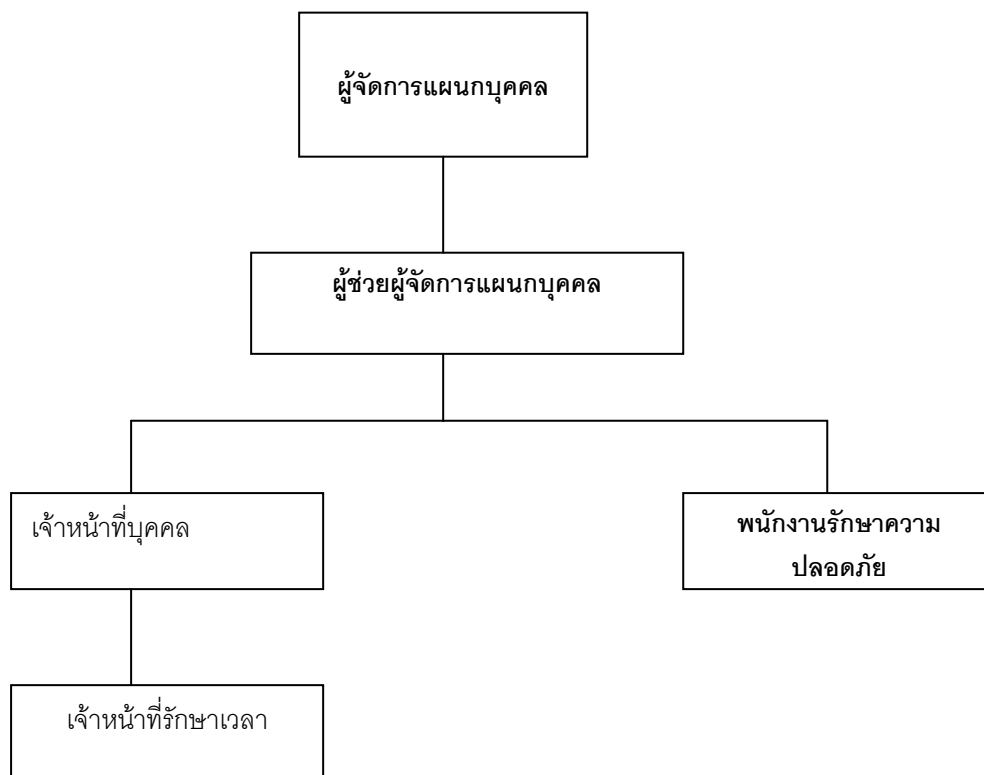 ผู้จัดการแผนกบุคคล
ผู้ช่วยผู้จัดการแผนกบุคคล
เจ้าหน้าที่บุคคล
พนักงานรักษาความ
ปลอดภัย
เจ้าหน้าที่รักษาเวลา